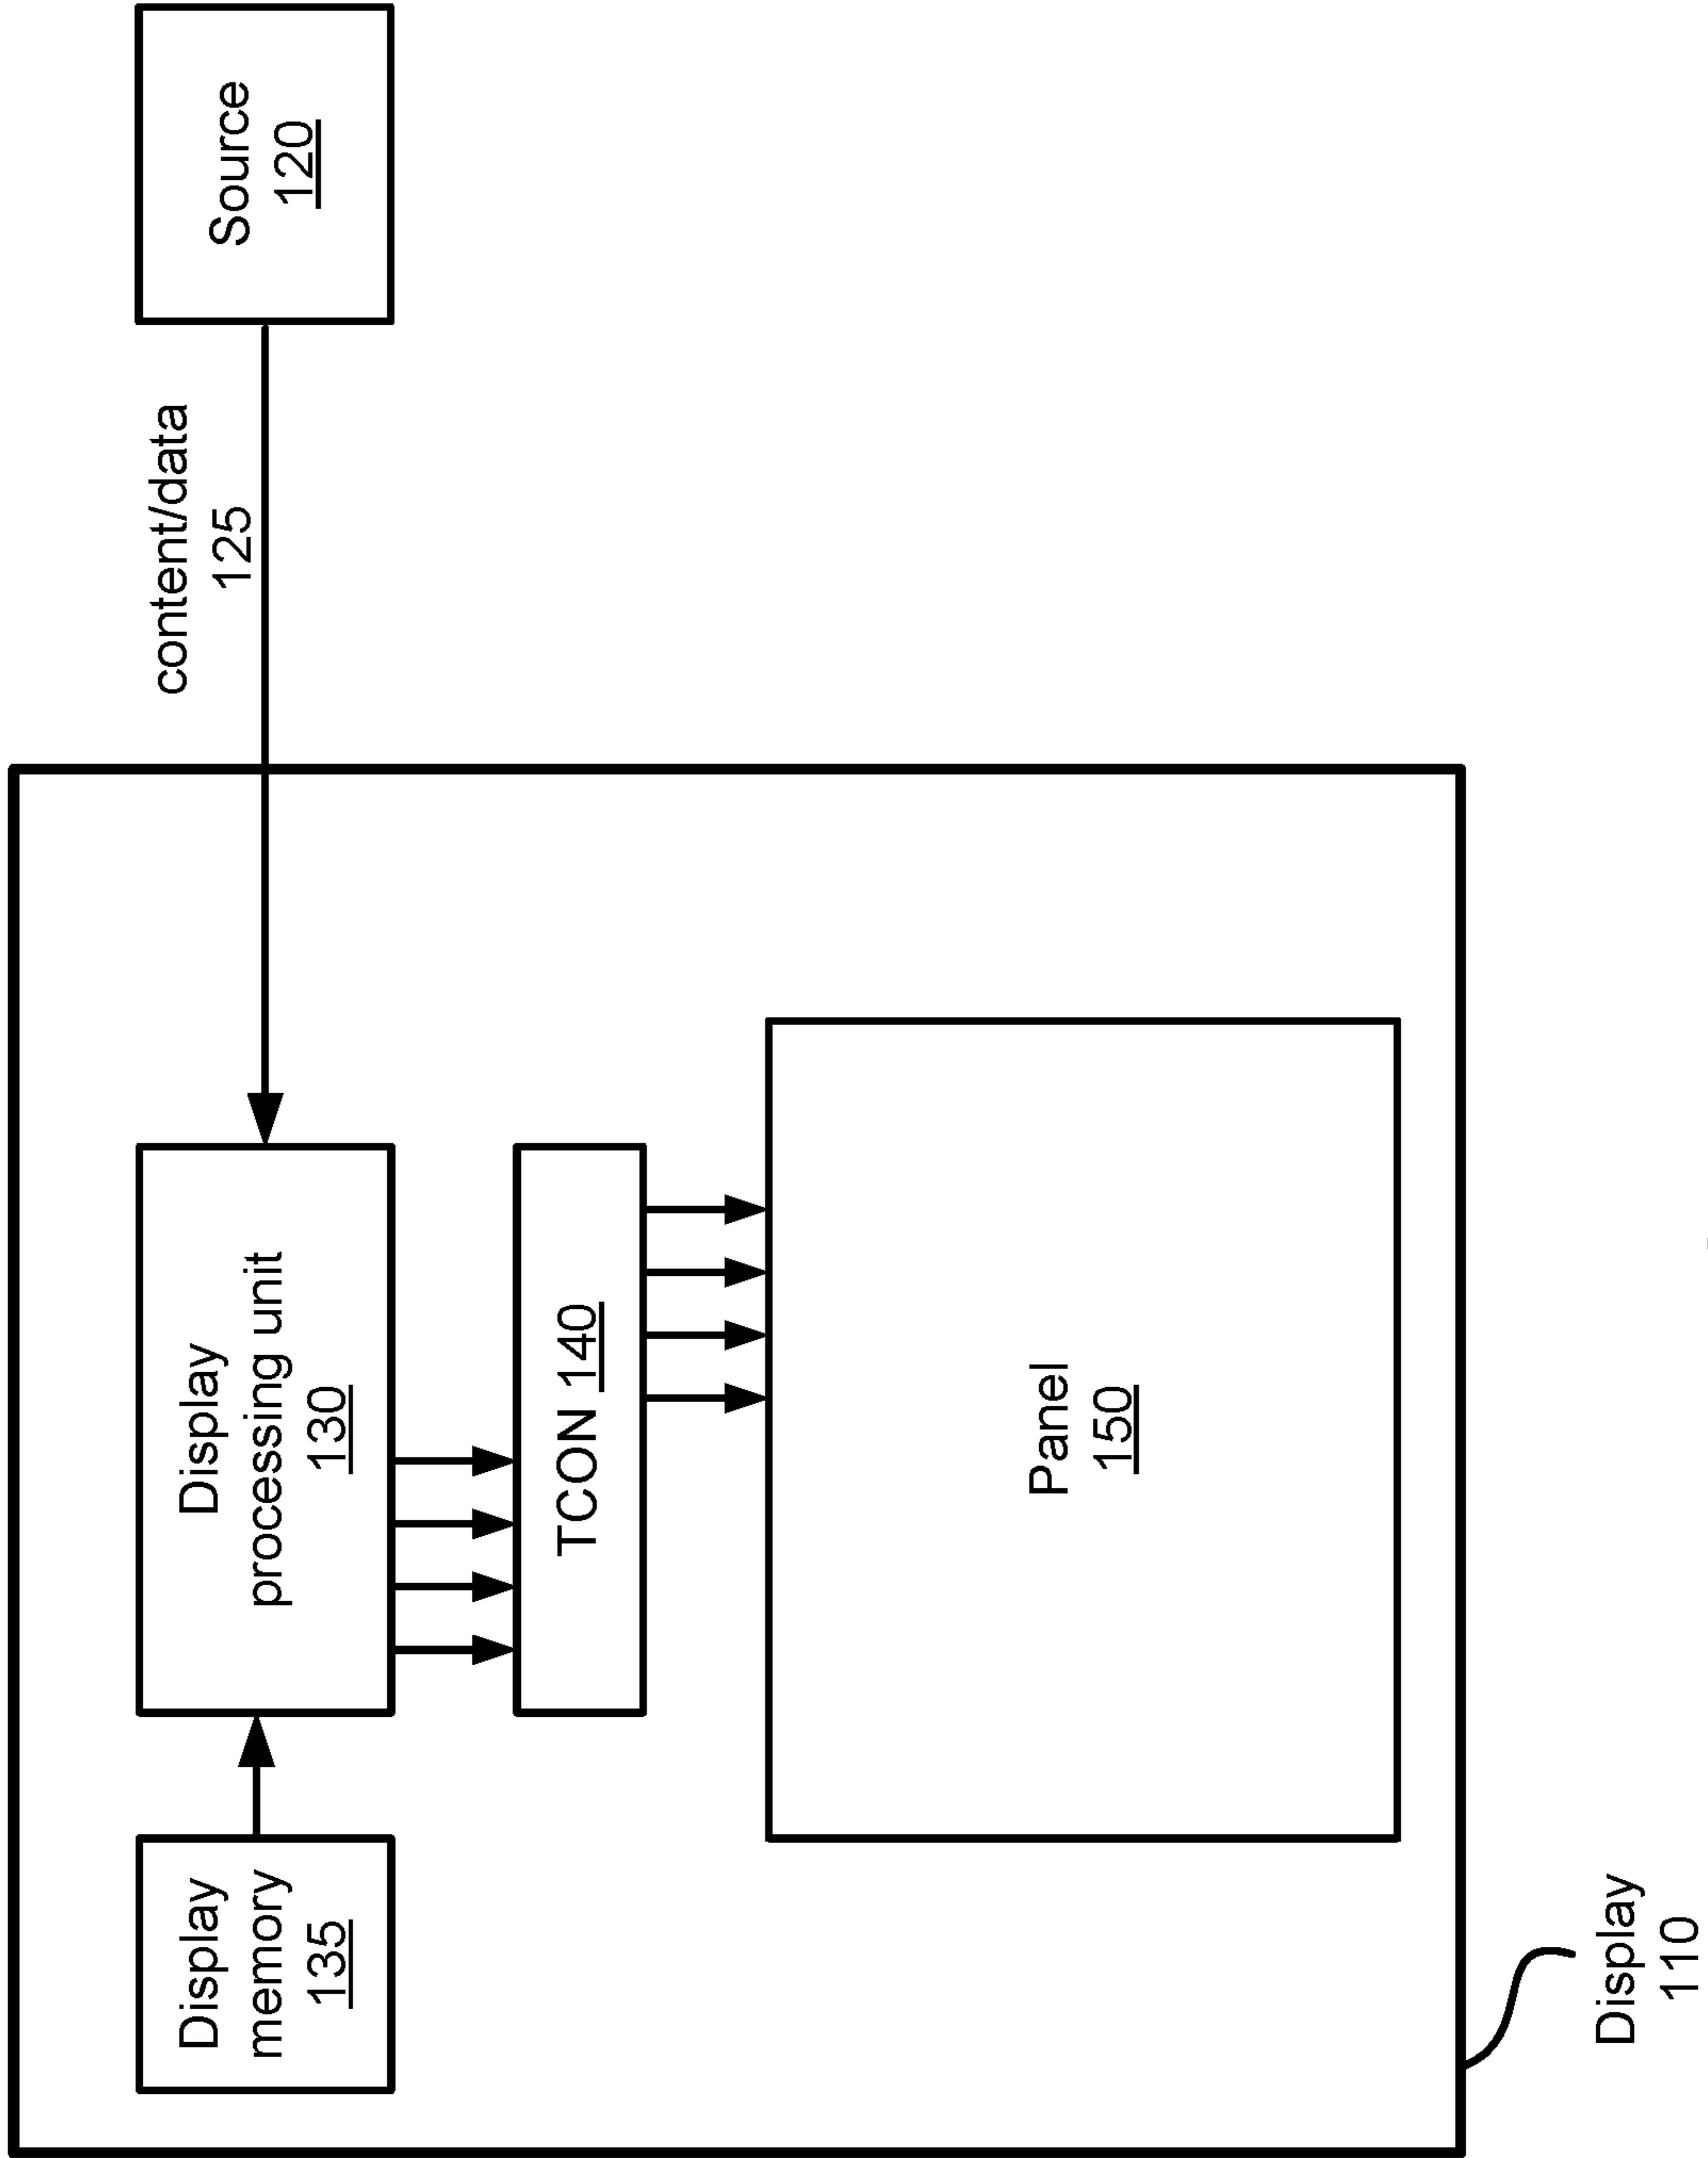 Display
memory
135
Display
processing unit
130
content/data
125
Source
120
TCON 140
Panel
150
Display
110